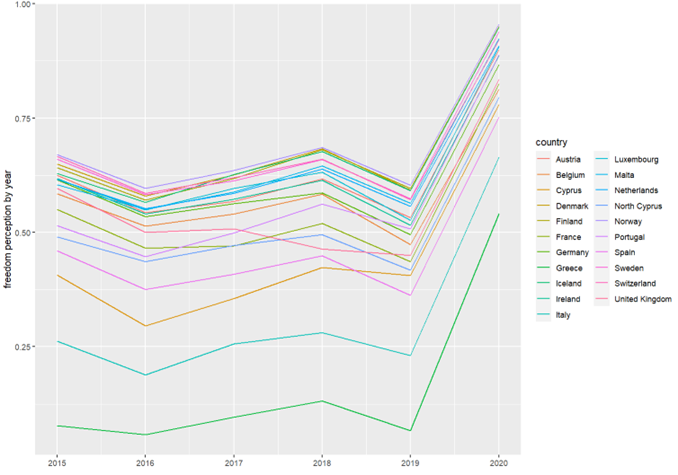 1.00
0.75
0.50
0.25
freedom perception by year
2015 2016 2017 2018 2019 2020
country
Austria Luxembourg
Belgium Malta
Cyprus Netherlands
Denmark North Cyprus
Finland Norway
France Portugal
Germany Spain
Greece Sweden
Iceland Switzerland
Ireland United Kingdom
Italy